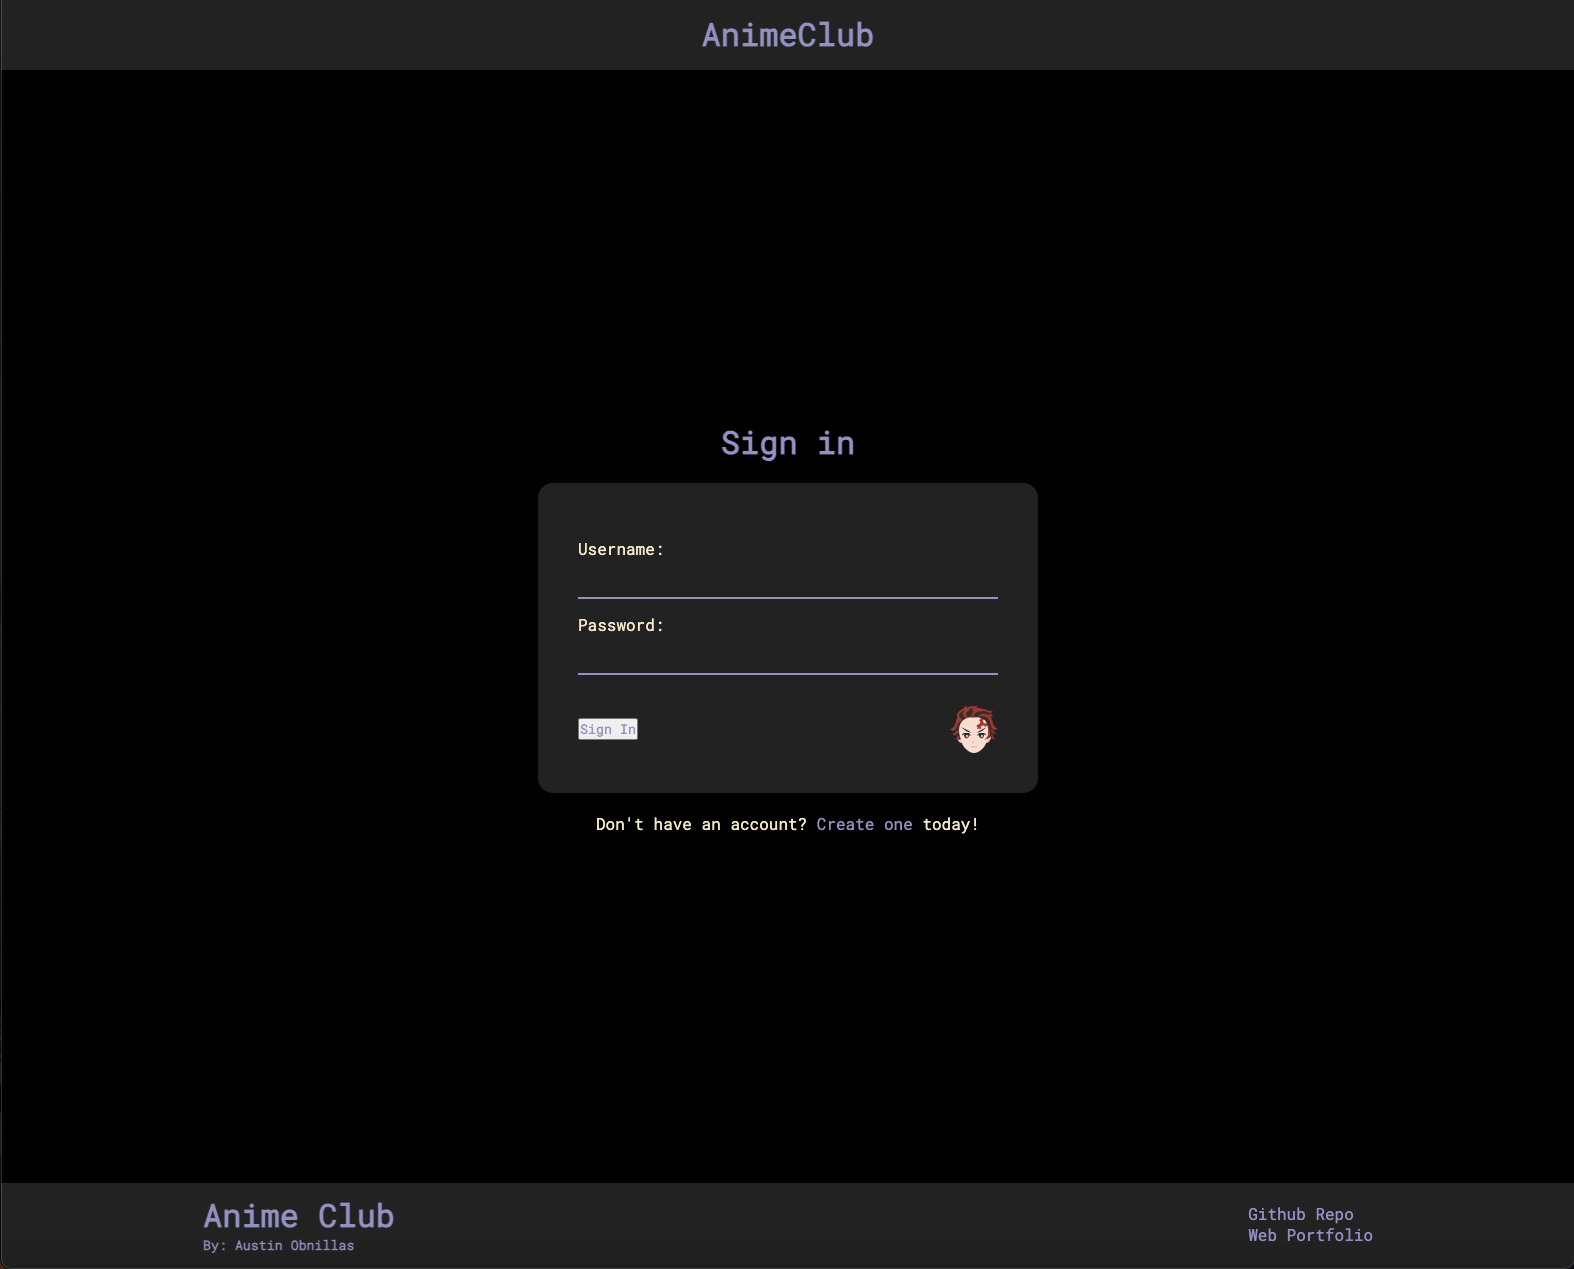 AnimeClub
Sign in
Username:
Password:
Sign In
Don't have an account? Create one today!
Anime Club
By: Austin Obnillas
Github Repo
Web Portfolio